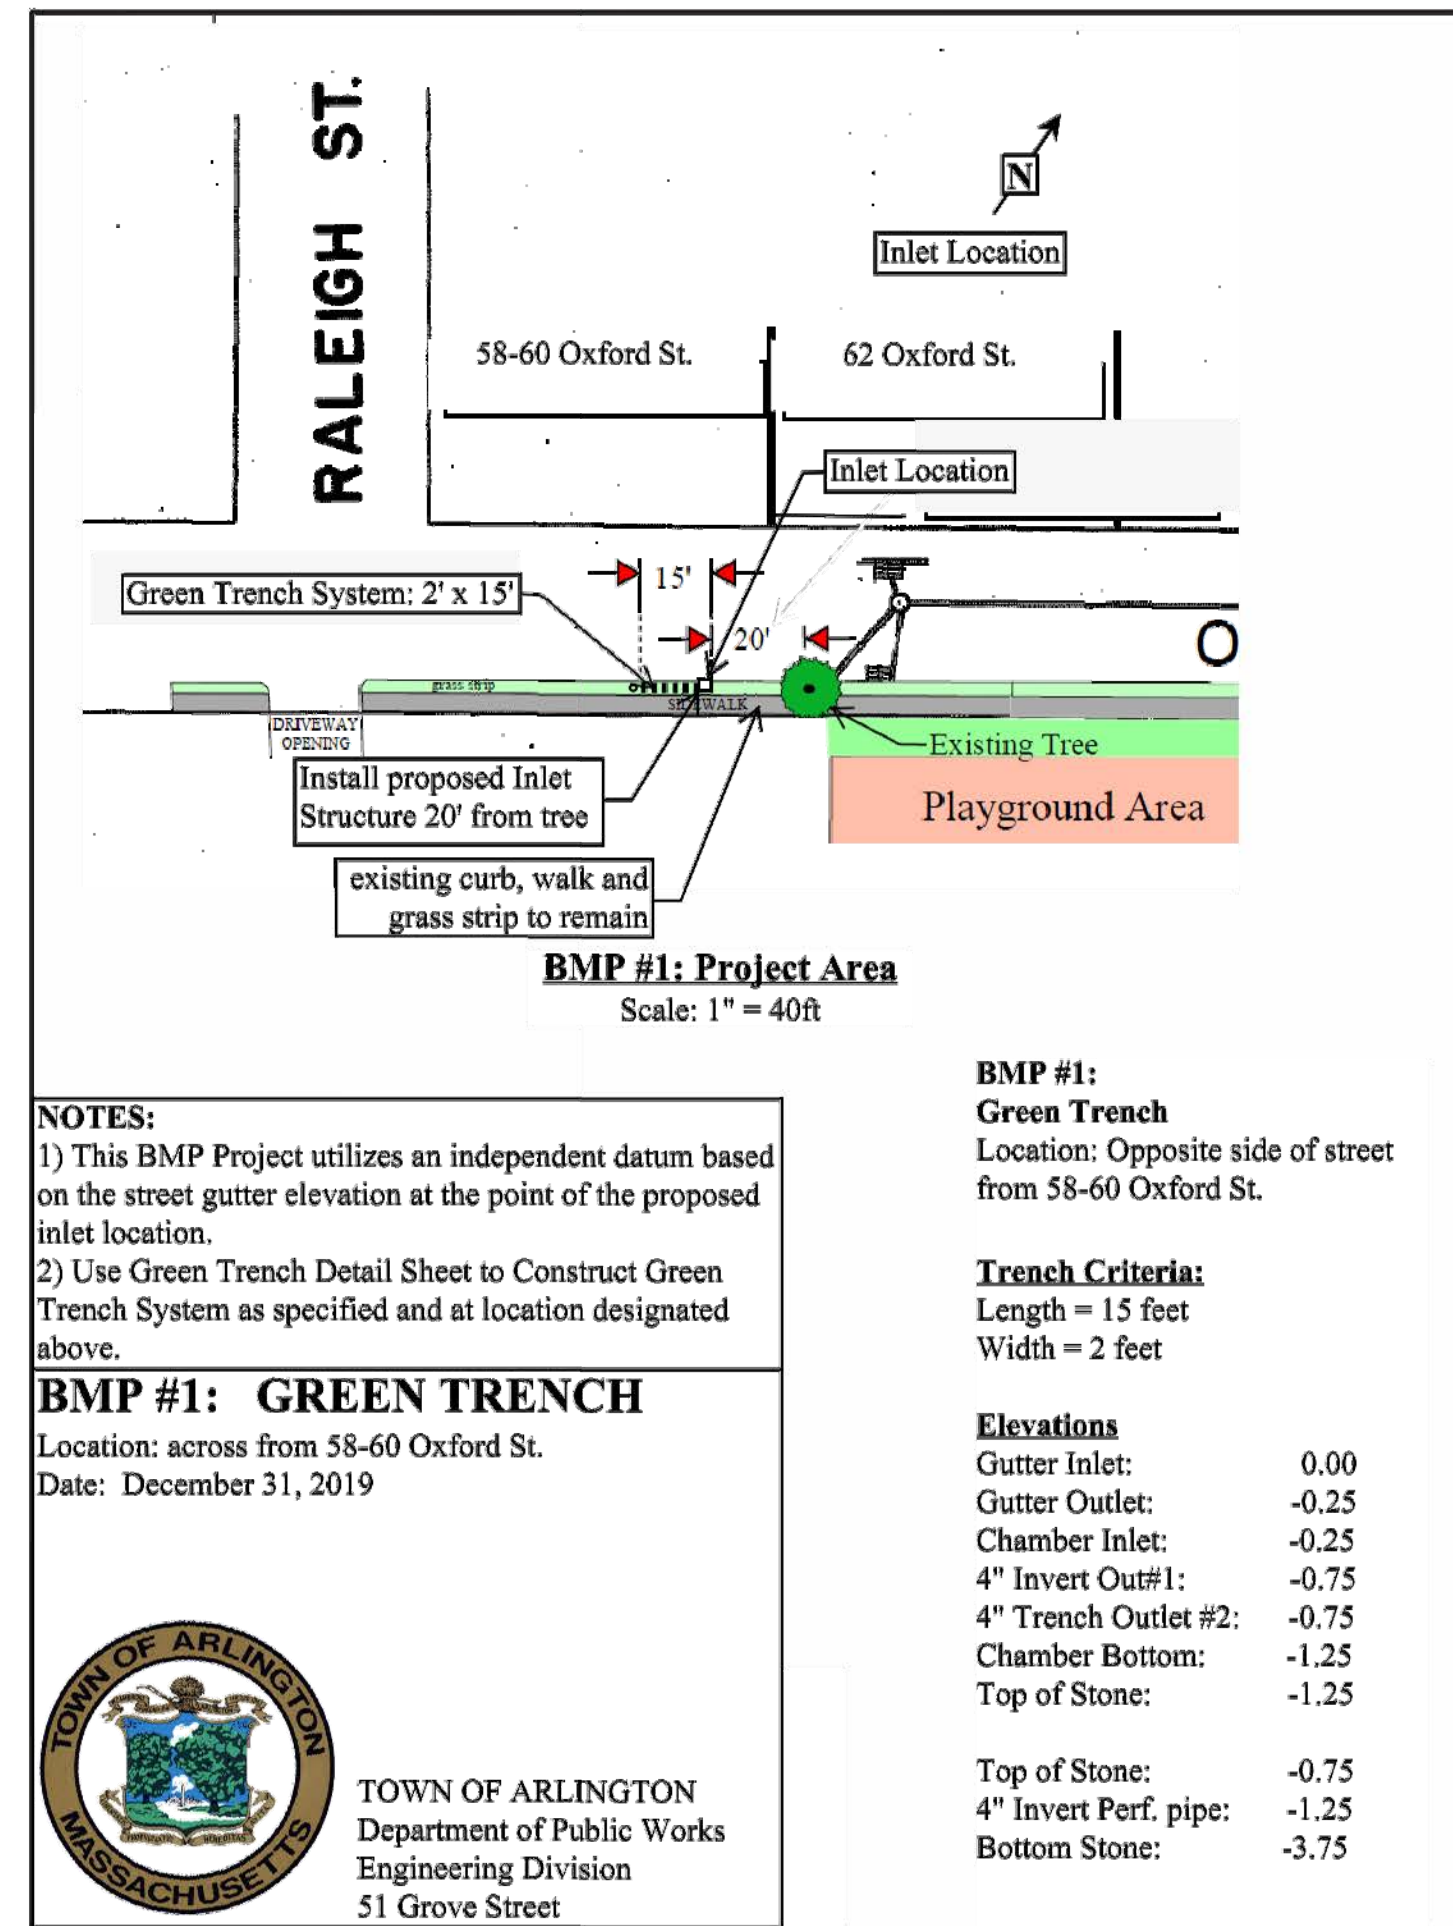 RALEIGH ST.
N
Inlet Location
58-60 Oxford St.
62 Oxford St.
Inlet Location
15'
Green Trench System: 2' x 15'
20'
O
grass strip
SIDEWALK
DRIVEWAY
OPENING
Existing Tree
Install proposed Inlet
Structure 20' from tree
Playground Area
existing curb, walk and
grass strip to remain
BMP #1: Project Area
Scale: 1" = 40ft
NOTES:
1) This BMP Project utilizes an independent datum based
on the street gutter elevation at the point of the proposed
inlet location.
2) Use Green Trench Detail Sheet to Construct Green
Trench System as specified and at location designated
above.
BMP #1: GREEN TRENCH
Location: across from 58-60 Oxford St.
Date: December 31, 2019
TOWN OF ARLINGTON
MASSACHUSETTS
TOWN OF ARLINGTON
Department of Public Works
Engineering Division
51 Grove Street
BMP #1:
Green Trench
Location: Opposite side of street
from 58-60 Oxford St.
Trench Criteria:
Length = 15 feet
Width = 2 feet
Elevations
Gutter Inlet: 0.00
Gutter Outlet: -0.25
Chamber Inlet: -0.25
4" Invert Out#1: -0.75
4" Trench Outlet #2: -0.75
Chamber Bottom: -1.25
Top of Stone: -1.25
Top of Stone: -0.75
4" Invert Perf. pipe: -1.25
Bottom Stone: -3.75